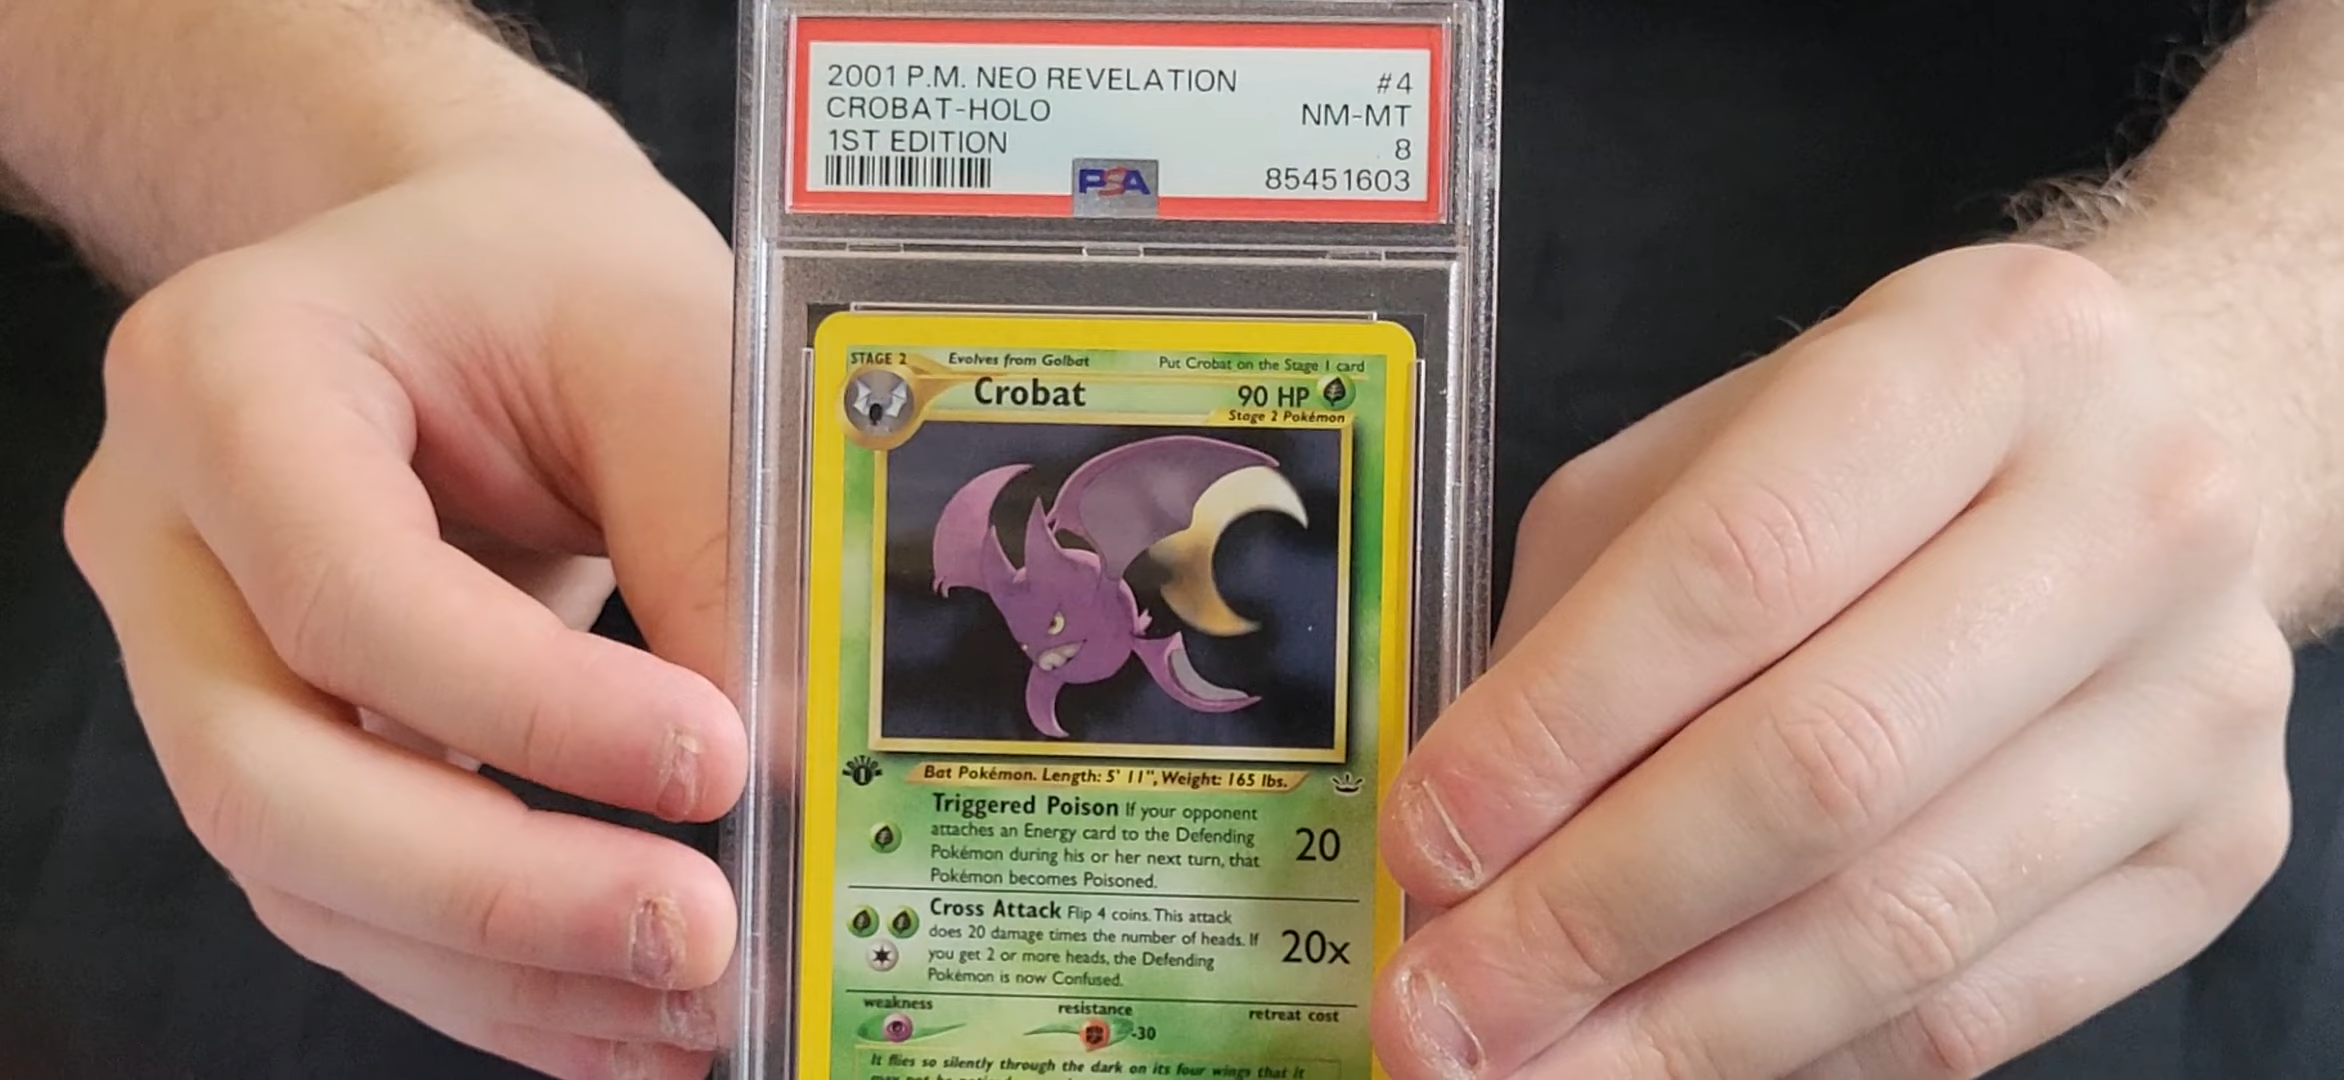 2001 P.M. NEO REVELATION #4
CROBAT-HOLO NM-MT
1ST EDITION 8
PSA 85451603
STAGE 2 Evolves from Golbat Put Crobat on the Stage 1 card
Crobat 90 HP
Stage 2 Pokémon
EDITION 1
Bat Pokémon. Length: 5' 11", Weight: 165 lbs.
Triggered Poison If your opponent
attaches an Energy card to the Defending
Pokémon during his or her next turn, that
Pokémon becomes Poisoned.
20
Cross Attack Flip 4 coins. This attack
does 20 damage times the number of heads. If
you get 2 or more heads, the Defending
Pokémon is now Confused.
20x
weakness resistance retreat cost
-30
It flies so silently through the dark on its four wings that it